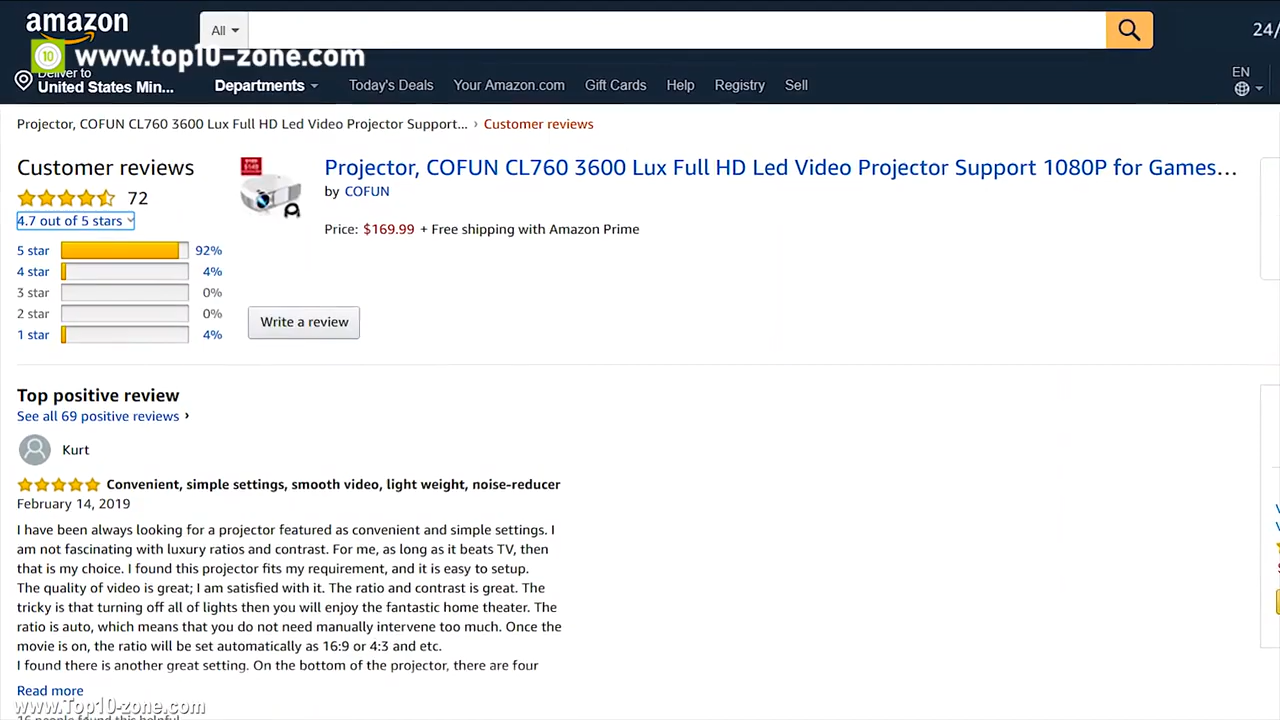 amazon
All
24/
10 www.top10-zone.com
Deliver to
United States Min...
Departments
Today's Deals
Your Amazon.com
Gift Cards
Help
Registry
Sell
EN
Projector, COFUN CL760 3600 Lux Full HD Led Video Projector Support... › Customer reviews
Customer reviews
72
4.7 out of 5 stars
5 star 92%
4 star 4%
3 star 0%
2 star 0%
1 star 4%
Projector, COFUN CL760 3600 Lux Full HD Led Video Projector Support 1080P for Games...
by COFUN
Price: $169.99 + Free shipping with Amazon Prime
Write a review
Top positive review
See all 69 positive reviews ›
Kurt
Convenient, simple settings, smooth video, light weight, noise-reducer
February 14, 2019
I have been always looking for a projector featured as convenient and simple settings. I
am not fascinating with luxury ratios and contrast. For me, as long as it beats TV, then
that is my choice. I found this projector fits my requirement, and it is easy to setup.
The quality of video is great; I am satisfied with it. The ratio and contrast is great. The
tricky is that turning off all of lights then you will enjoy the fantastic home theater. The
ratio is auto, which means that you do not need manually intervene too much. Once the
movie is on, the ratio will be set automatically as 16:9 or 4:3 and etc.
I found there is another great setting. On the bottom of the projector, there are four
Read more
www.Top10-zone.com
16 people found this helpful